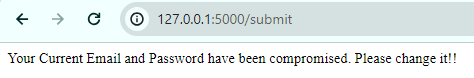 127.0.0.1:5000/submit
Your Current Email and Password have been compromised. Please change it!!